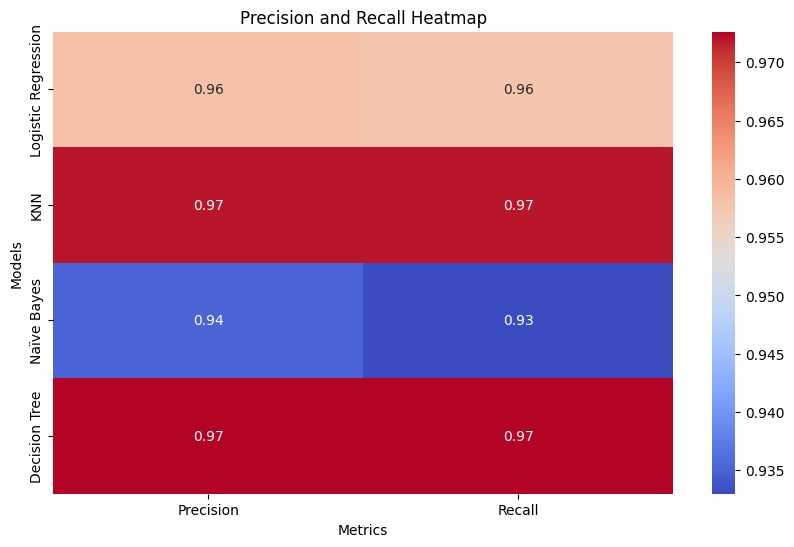 Precision and Recall Heatmap
Models
Logistic Regression
0.96 0.96
KNN
0.97 0.97
Naïve Bayes
0.94 0.93
Decision Tree
0.97 0.97
Precision Recall
Metrics
0.970
0.965
0.960
0.955
0.950
0.945
0.940
0.935